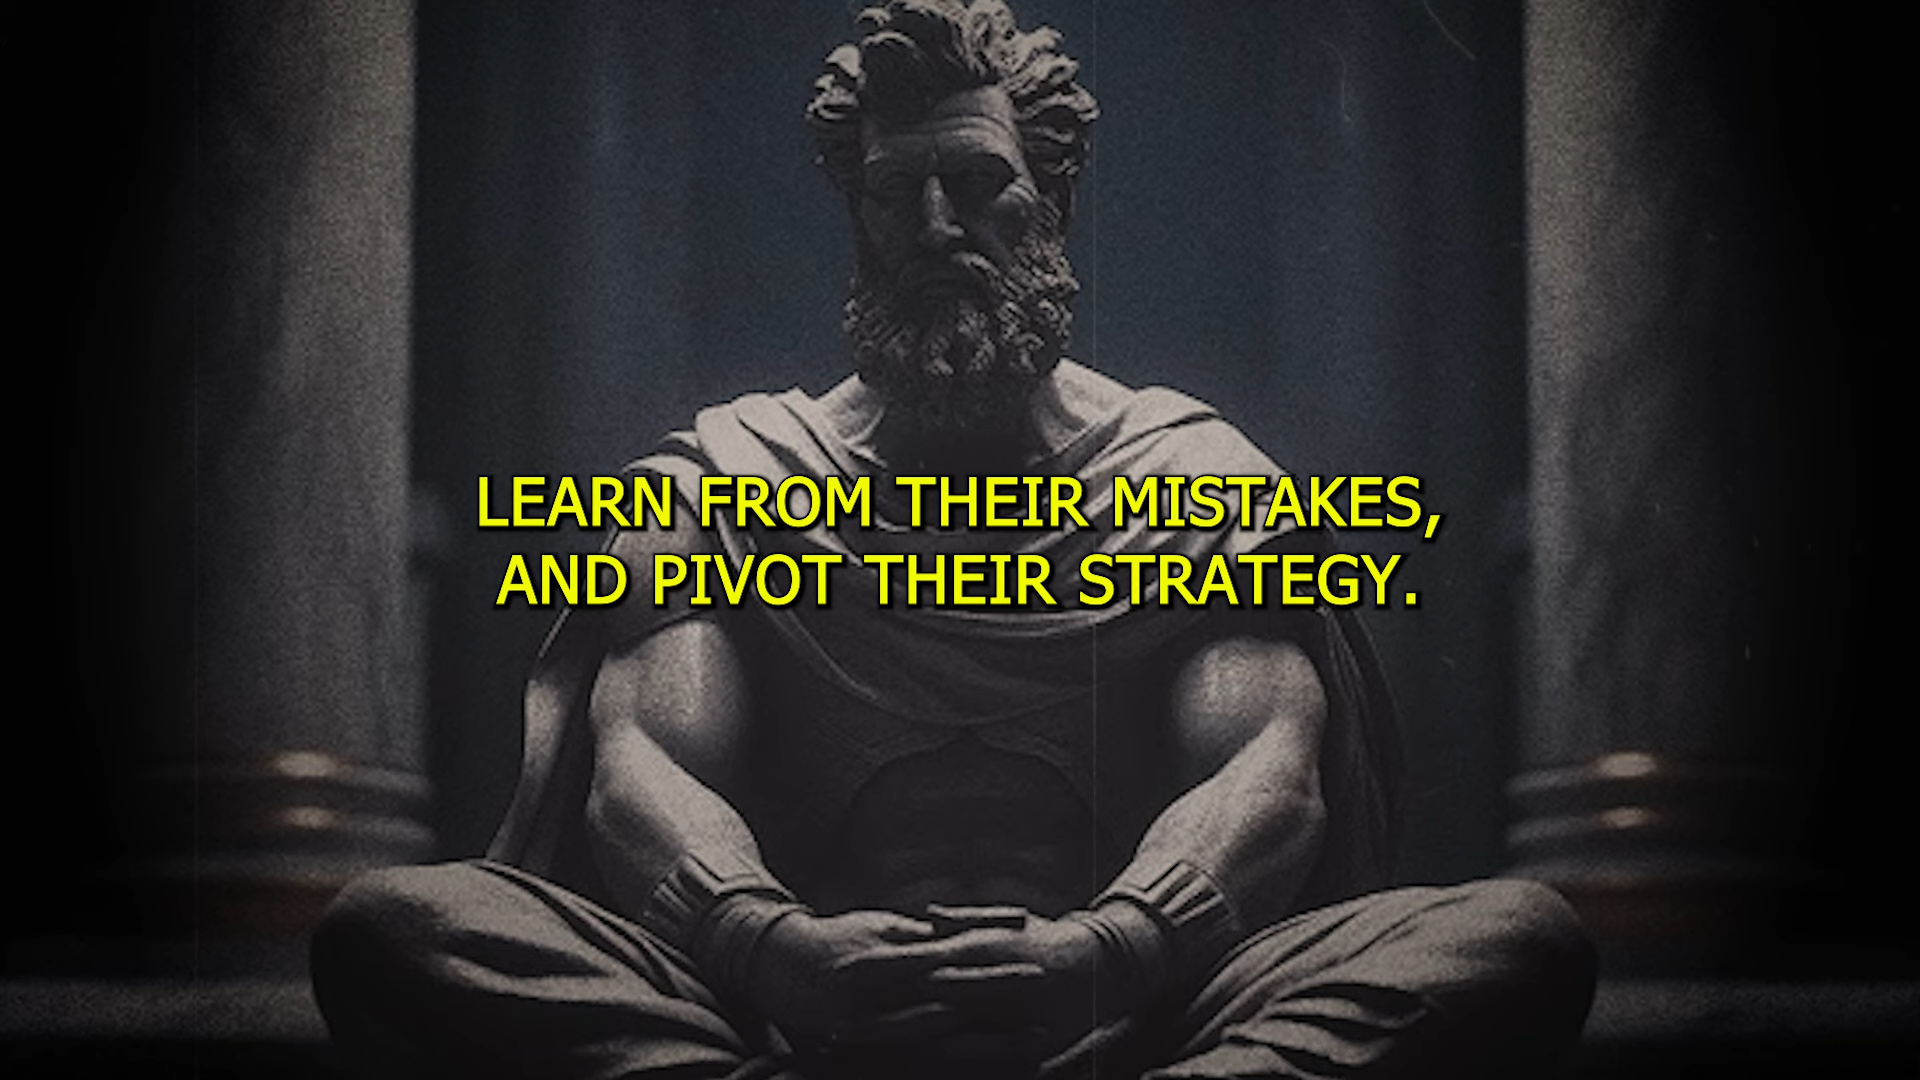 LEARN FROM THEIR MISTAKES,
AND PIVOT THEIR STRATEGY.